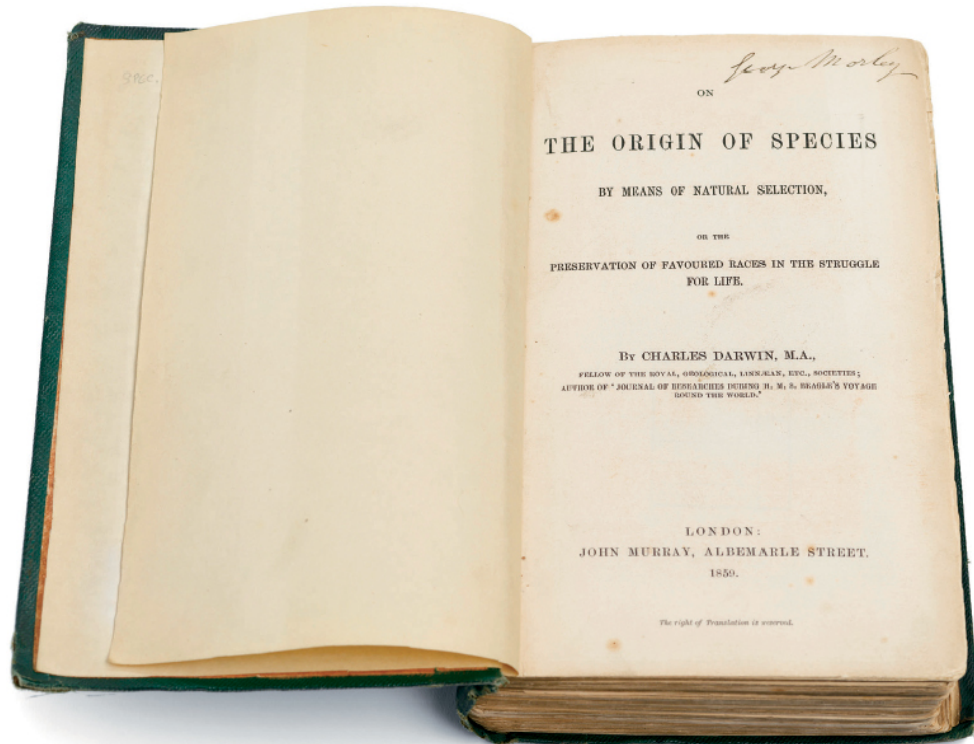 George Morley
ON
THE ORIGIN OF SPECIES
BY MEANS OF NATURAL SELECTION,
OR THE
PRESERVATION OF FAVOURED RACES IN THE STRUGGLE
FOR LIFE.
BY CHARLES DARWIN, M.A.,
FELLOW OF THE ROYAL, GEOLOGICAL, LINNÆAN, ETC., SOCIETIES;
AUTHOR OF 'JOURNAL OF RESEARCHES DURING H. M. S. BEAGLE'S VOYAGE
ROUND THE WORLD.'
LONDON:
JOHN MURRAY, ALBEMARLE STREET.
1859.
The right of Translation is reserved.